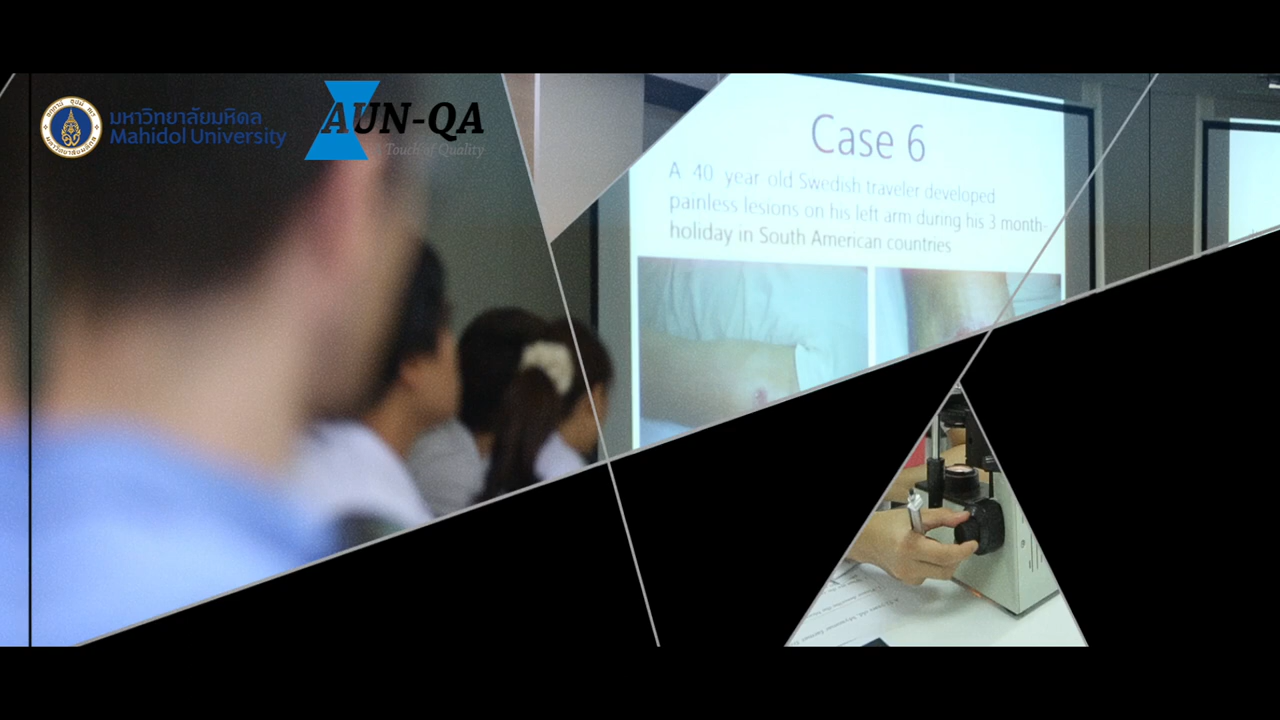 มหาวิทยาลัยมหิดล
Mahidol University
AUN-QA
Touch of Quality
Case 6
A 40 year old Swedish traveler developed
painless lesions on his left arm during his 3 month-
holiday in South American countries